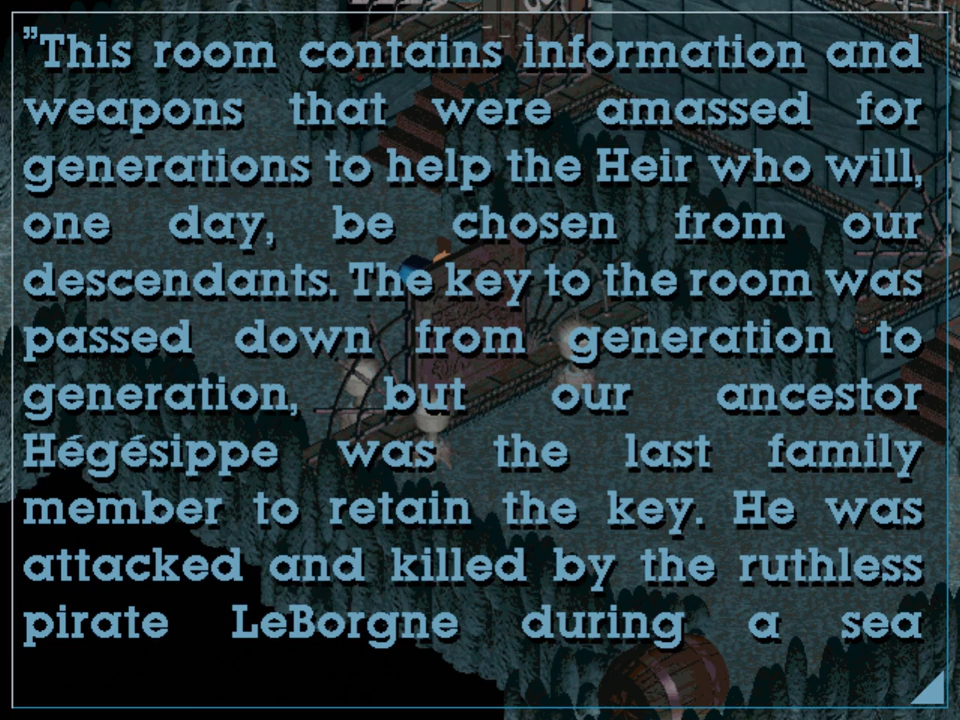 "This room contains information and
weapons that were amassed for
generations to help the Heir who will,
one day, be chosen from our
descendants. The key to the room was
passed down from generation to
generation, but our ancestor
Hégésippe was the last family
member to retain the key. He was
attacked and killed by the ruthless
pirate LeBorgne during a sea